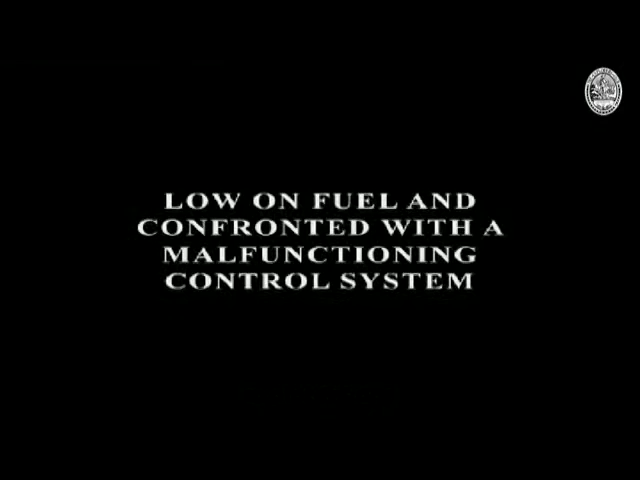 LOW ON FUEL AND
CONFRONTED WITH A
MALFUNCTIONING
CONTROL SYSTEM